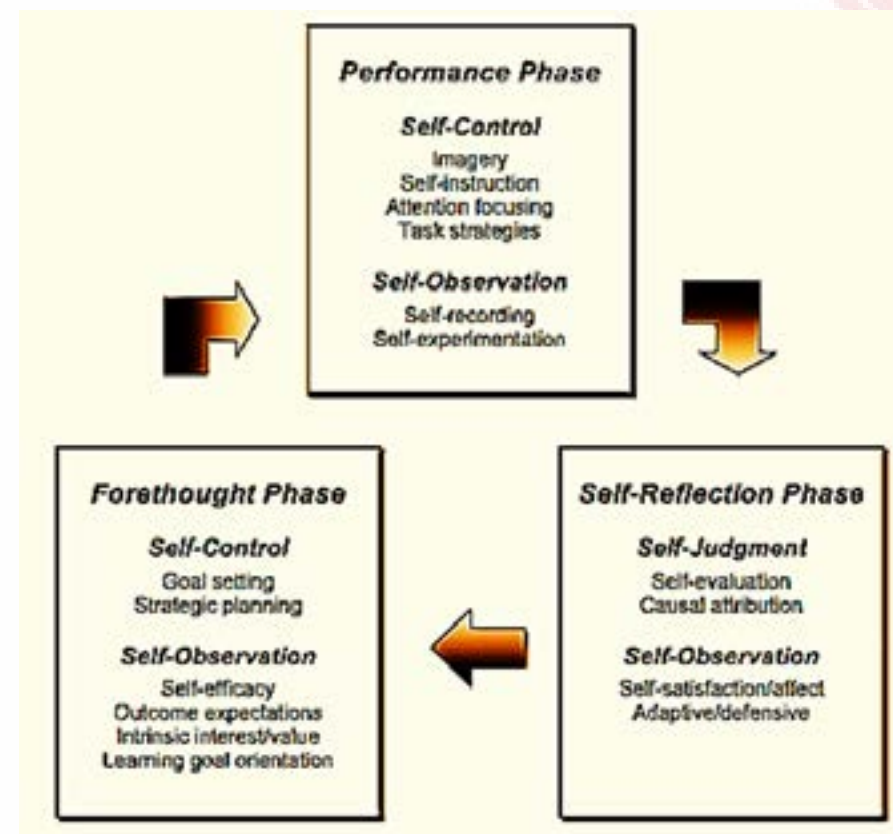 Performance Phase
Self-Control
Imagery
Self-instruction
Attention focusing
Task strategies
Self-Observation
Self-recording
Self-experimentation
Forethought Phase
Self-Control
Goal setting
Strategic planning
Self-Observation
Self-efficacy
Outcome expectations
Intrinsic interest/value
Learning goal orientation
Self-Reflection Phase
Self-Judgment
Self-evaluation
Causal attribution
Self-Observation
Self-satisfaction/affect
Adaptive/defensive